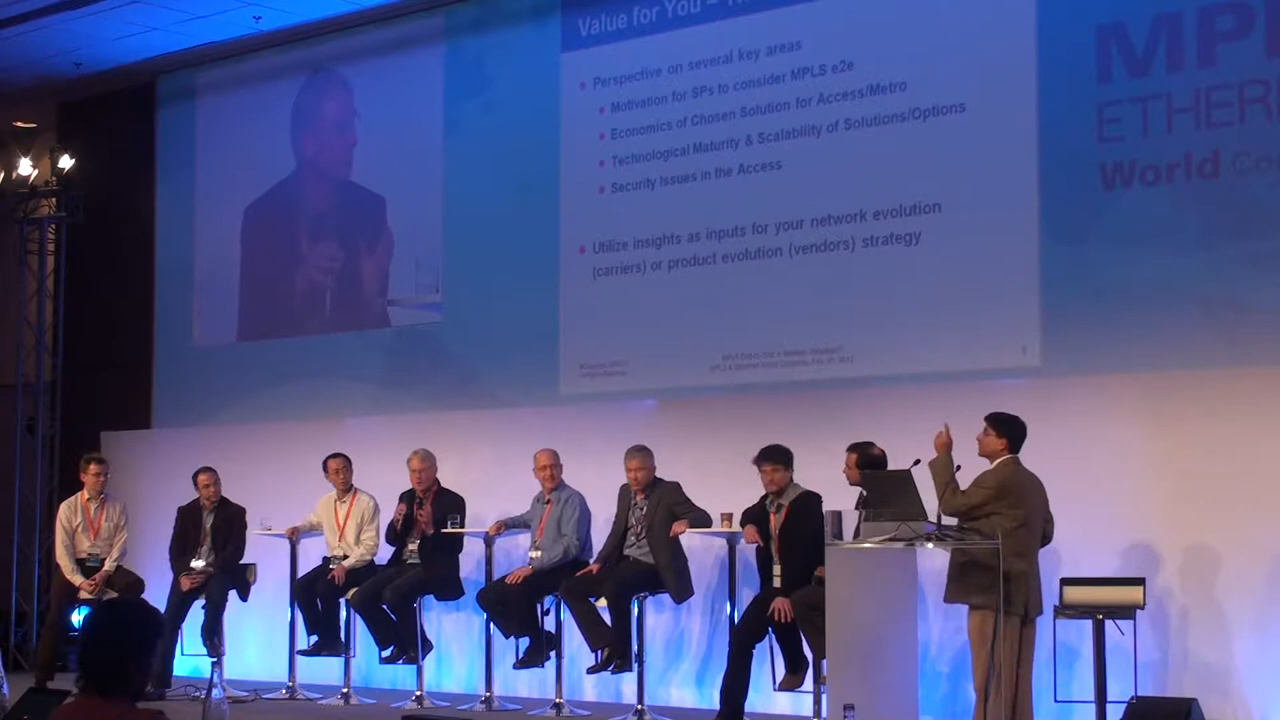 Value for You –
Perspective on several key areas
Motivation for SPs to consider MPLS e2e
Economics of Chosen Solution for Access/Metro
Technological Maturity & Scalability of Solutions/Options
Security Issues in the Access
Utilize insights as inputs for your network evolution
(carriers) or product evolution (vendors) strategy
MPL
ETHER
World Co